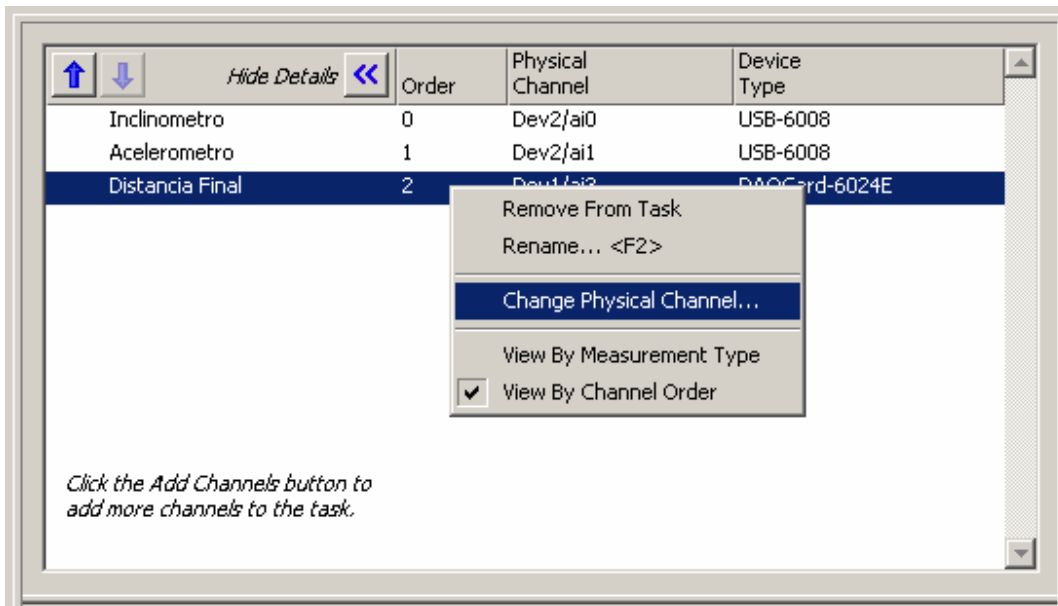 Hide Details
Order
Physical
Channel
Device
Type
Inclinometro 0 Dev2/ai0 USB-6008
Acelerometro 1 Dev2/ai1 USB-6008
Distancia Final 2
Remove From Task
Rename... <F2>
Change Physical Channel...
View By Measurement Type
View By Channel Order
Click the Add Channels button to
add more channels to the task.